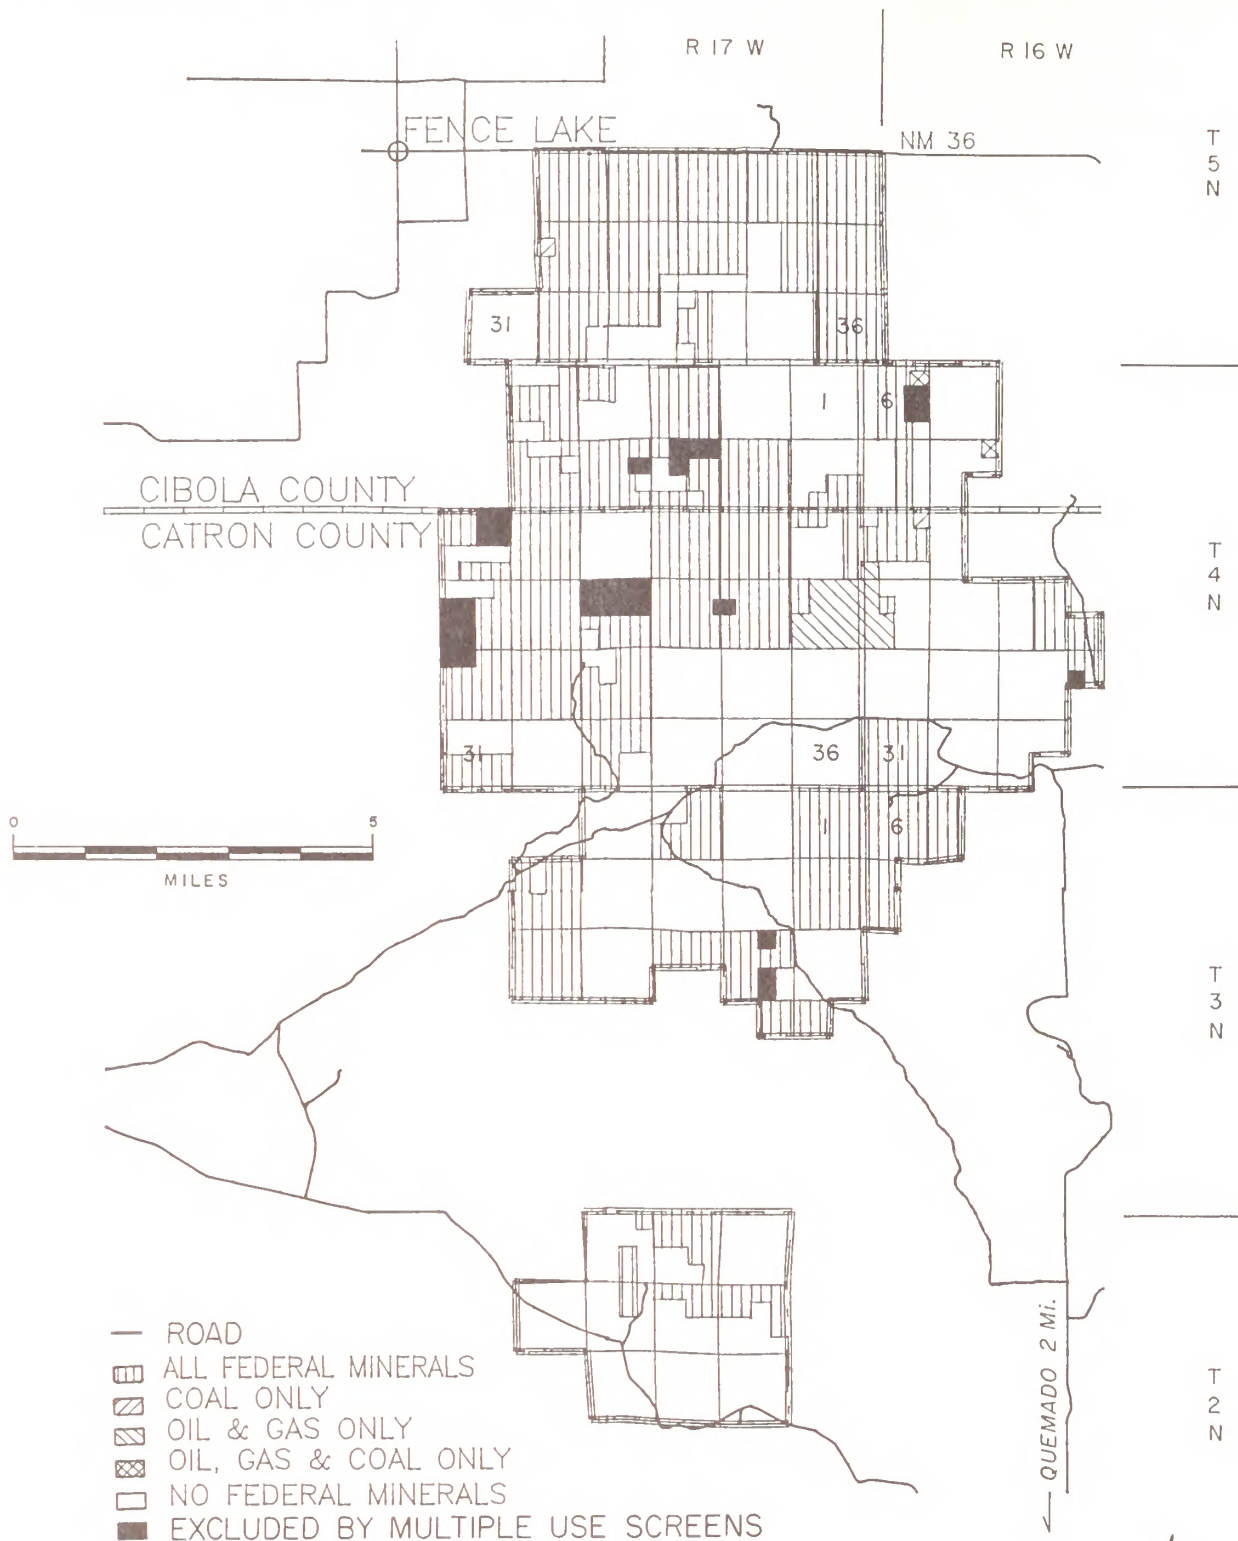 R 17 W
R 16 W
FENCE LAKE
NM 36
T
5
N
31
36
1
6
CIBOLA COUNTY
CATRON COUNTY
T
4
N
31
36
31
0
5
MILES
1
6
T
3
N
QUEMADO 2 Mi.
T
2
N
ROAD
ALL FEDERAL MINERALS
COAL ONLY
OIL & GAS ONLY
OIL, GAS & COAL ONLY
NO FEDERAL MINERALS
EXCLUDED BY MULTIPLE USE SCREENS